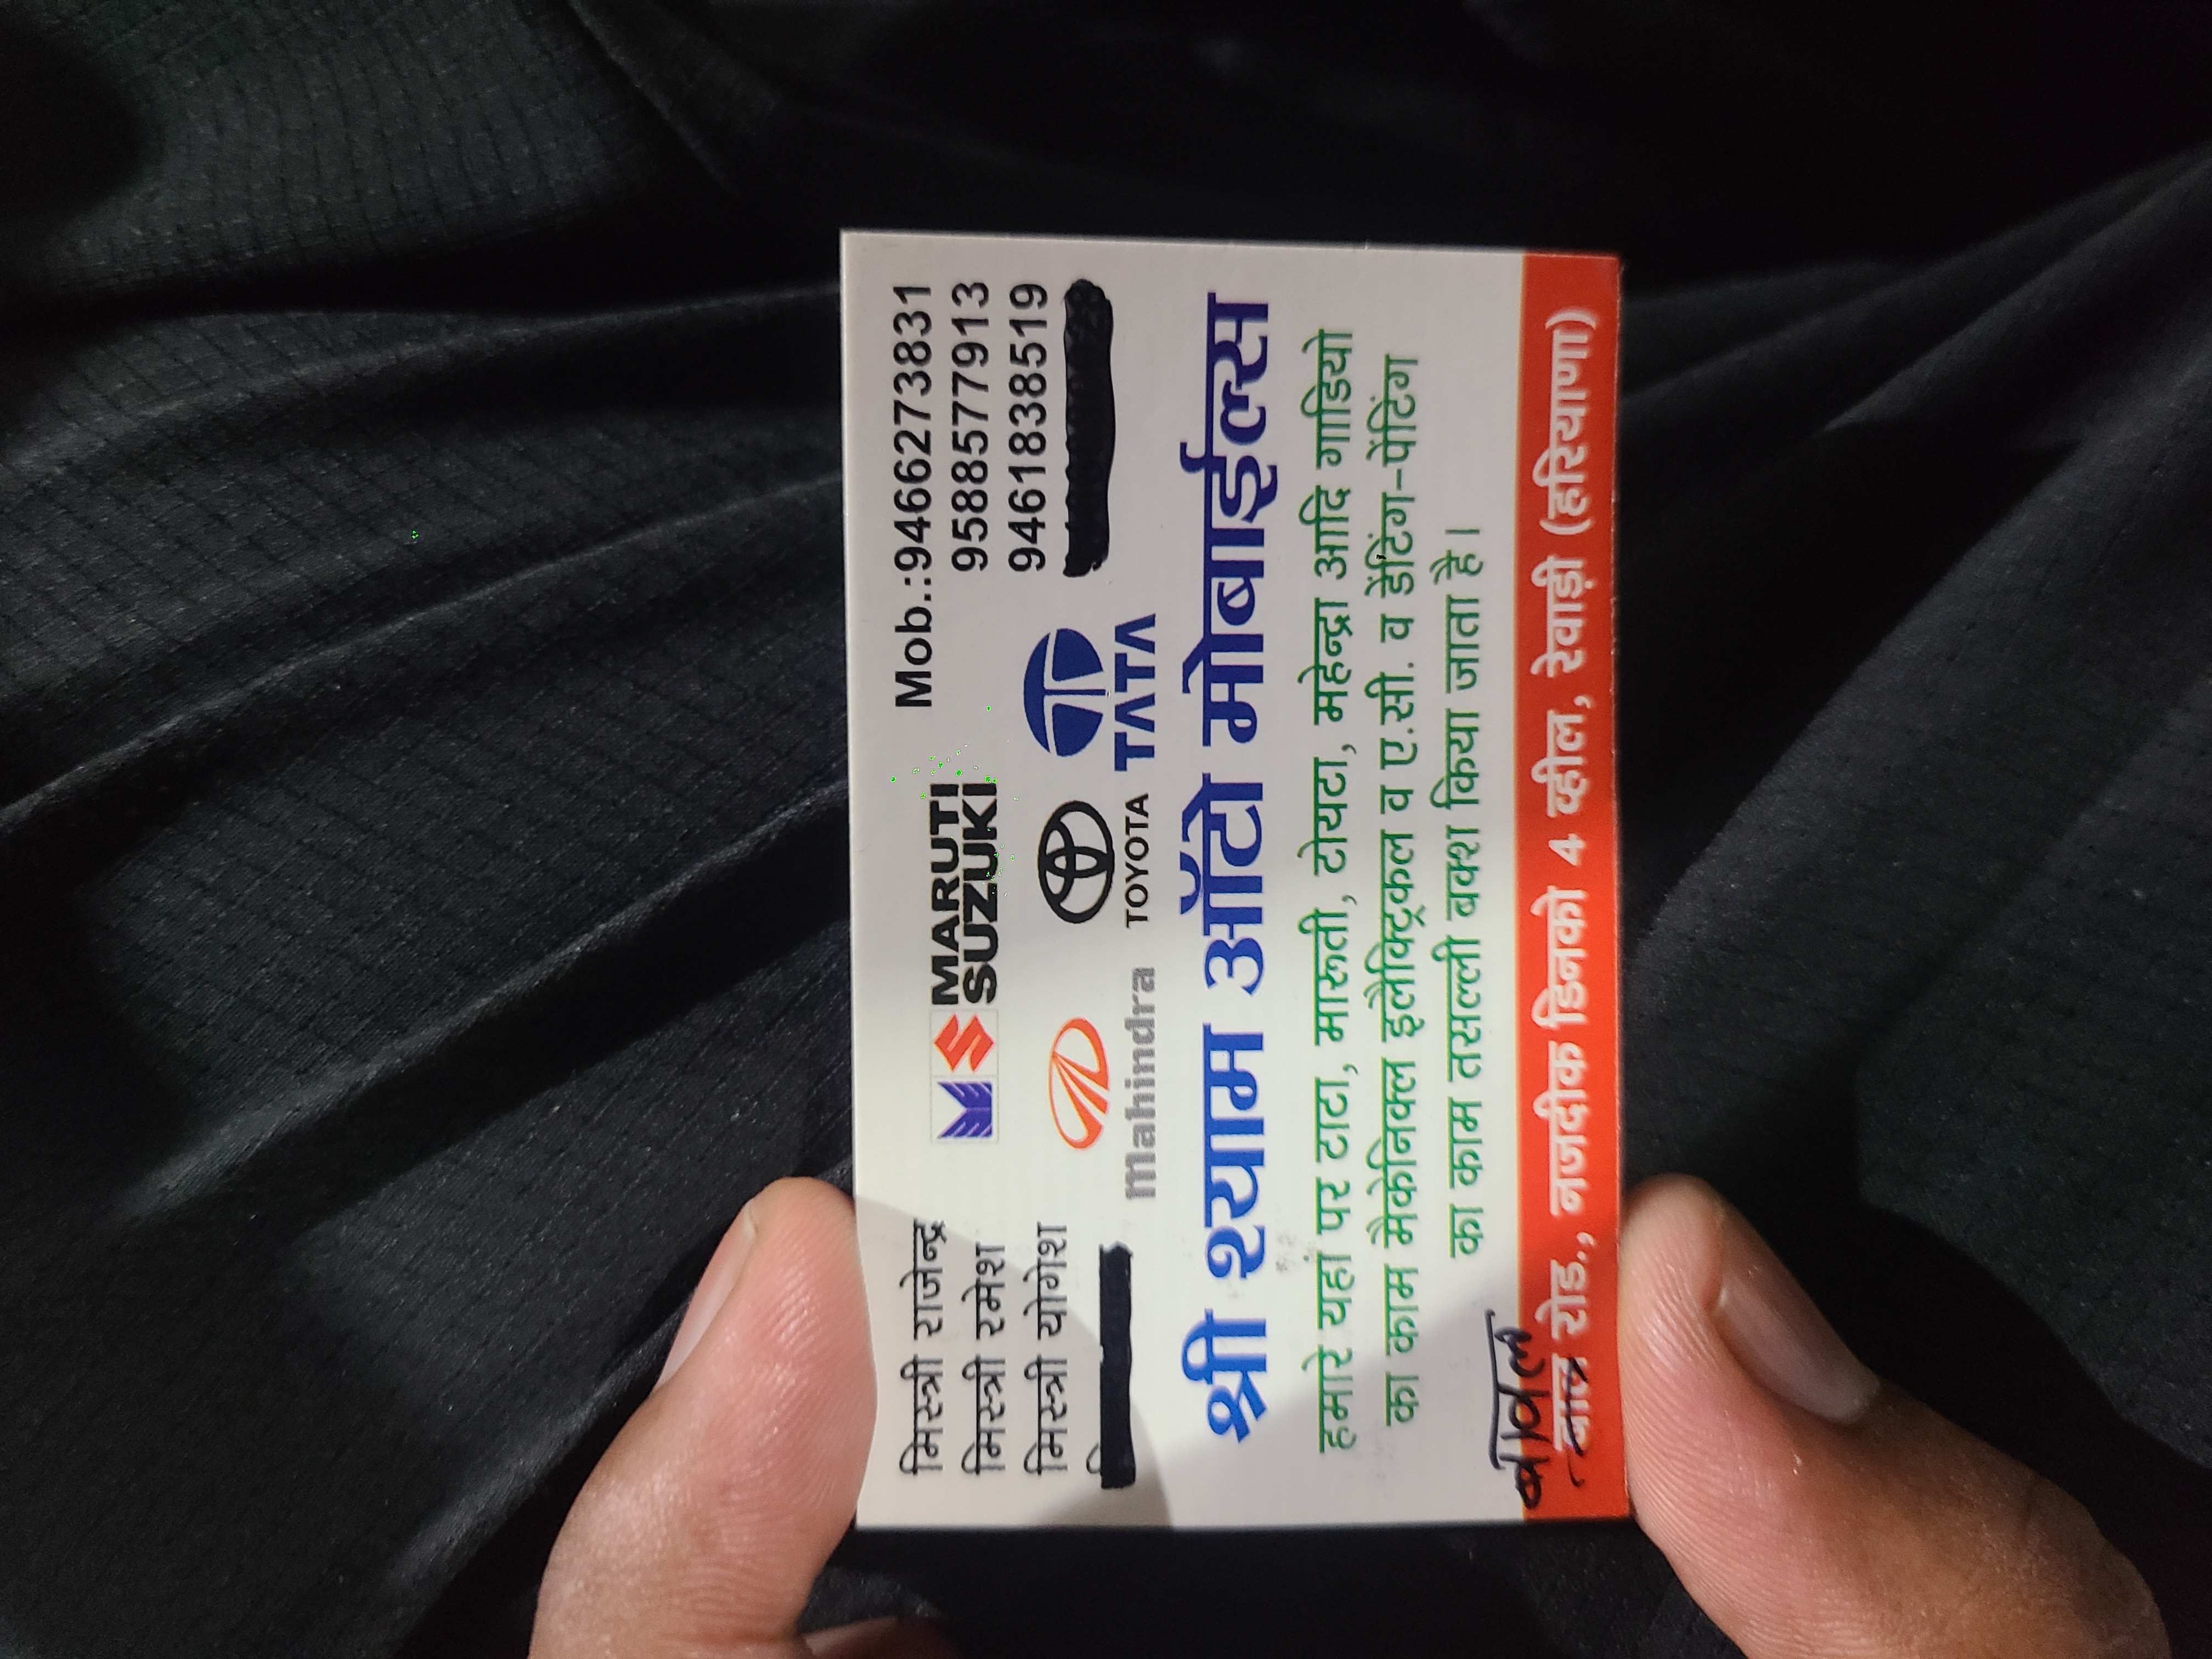 मिस्त्री राजेन्द्र
मिस्त्री रमेश
मिस्त्री योगेश
MARUTI
SUZUKI
Mob.:9466273831
9588577913
9461838519
Mahindra
TOYOTA
TATA
श्री श्याम ऑटो मोबाईल्स
हमारे यहां पर टाटा, मारूती, टोयटा, महेन्द्रा आदि गाडियो
का काम मैकेनिक्ल इलैक्ट्रिकल व ए.सी. व डेंटिंग-पेंटिंग
का काम तसल्ली बक्श किया जाता है।
बावल
रोड., नजदीक डिनको 4 व्हील, रेवाड़ी (हरियाणा)